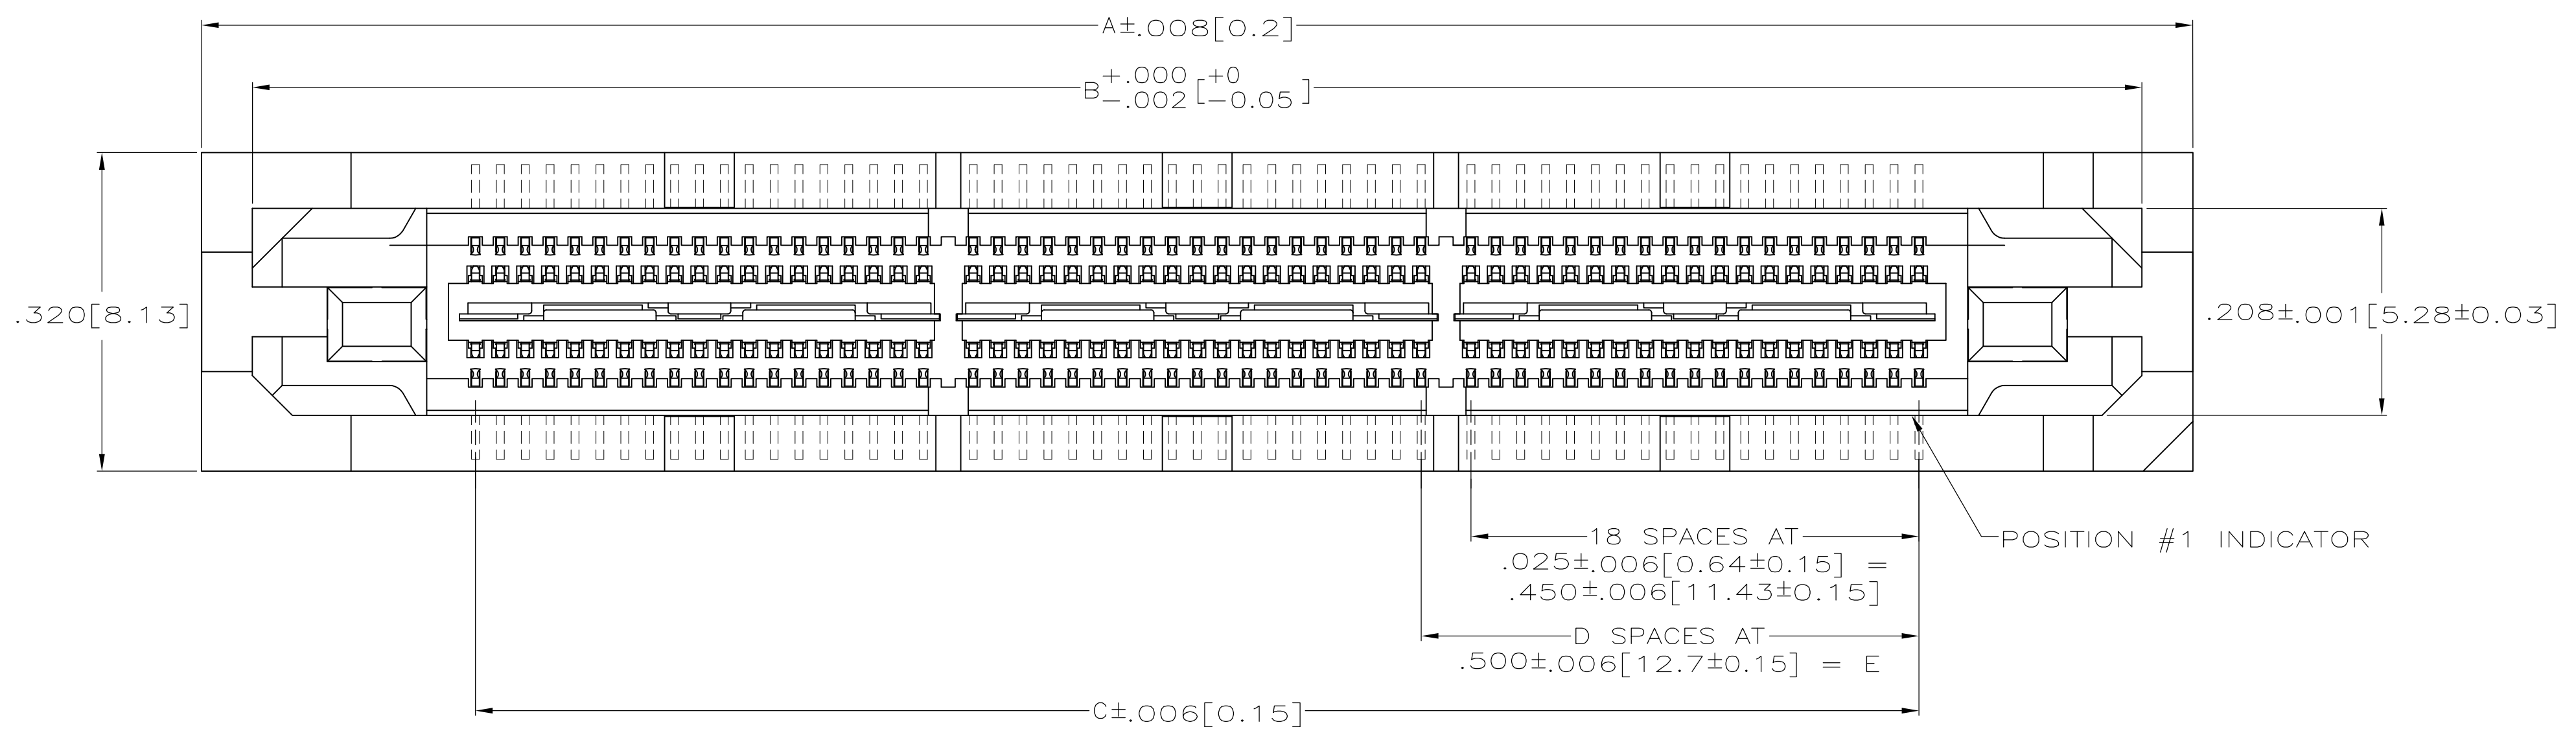 A±.008[0.2]
B+.000 -.002[+0 -0.05]
.320[8.13]
.208±.001[5.28±0.03]
18 SPACES AT
.025±.006[0.64±0.15] =
.450±.006[11.43±0.15]
POSITION #1 INDICATOR
D SPACES AT
.500±.006[12.7±0.15] = E
C±.006[0.15]